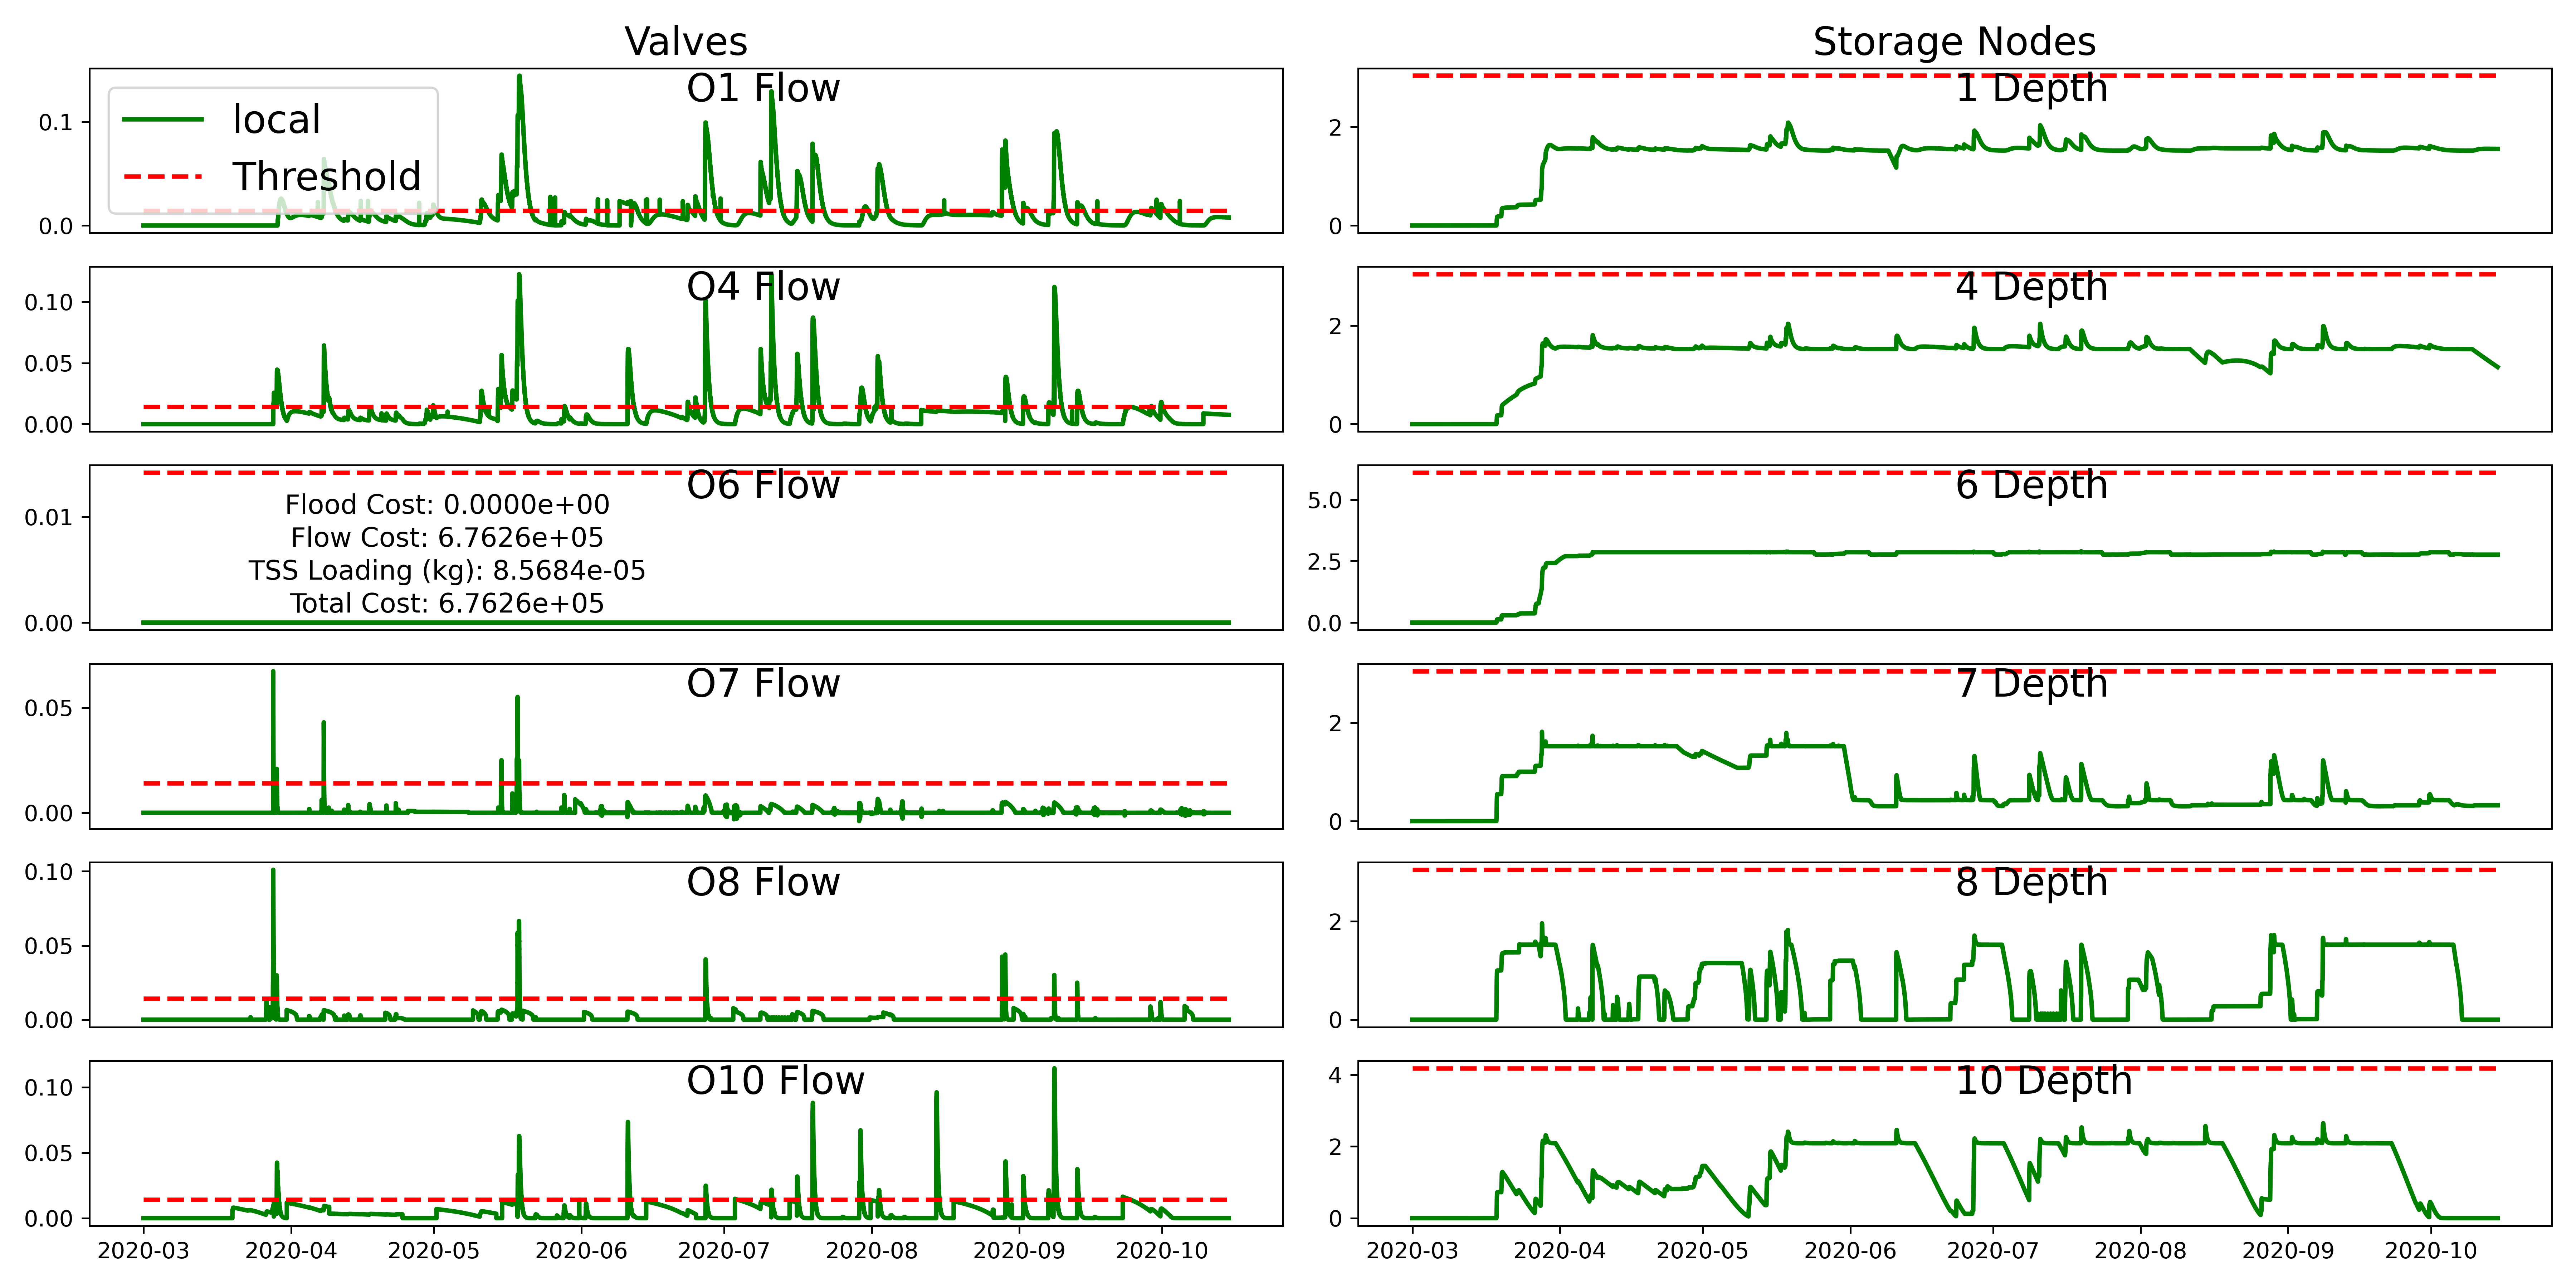 Valves
O1 Flow
local
Threshold
0.1
0.0
O4 Flow
0.10
0.05
0.00
O6 Flow
0.01
0.00
Flood Cost: 0.0000e+00
Flow Cost: 6.7626e+05
TSS Loading (kg): 8.5684e-05
Total Cost: 6.7626e+05
O7 Flow
0.05
0.00
O8 Flow
0.10
0.05
0.00
O10 Flow
0.10
0.05
0.00
2020-03 2020-04 2020-05 2020-06 2020-07 2020-08 2020-09 2020-10
Storage Nodes
1 Depth
2
0
4 Depth
2
0
6 Depth
5.0
2.5
0.0
7 Depth
2
0
8 Depth
2
0
10 Depth
4
2
0
2020-03 2020-04 2020-05 2020-06 2020-07 2020-08 2020-09 2020-10